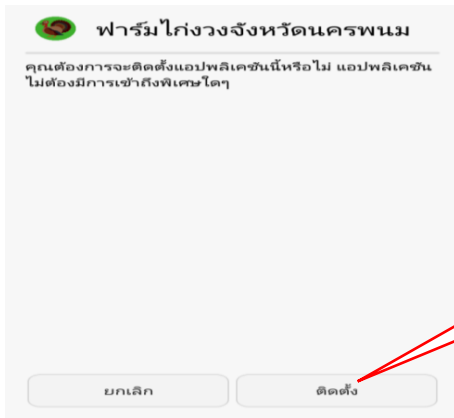 ฟาร์มไก่งวงจังหวัดนครพนม
คุณต้องการจะติดตั้งแอปพลิเคชันนี้หรือไม่ แอปพลิเคชัน
ไม่ต้องมีการเข้าถึงพิเศษใดๆ
ยกเลิก
ติดตั้ง